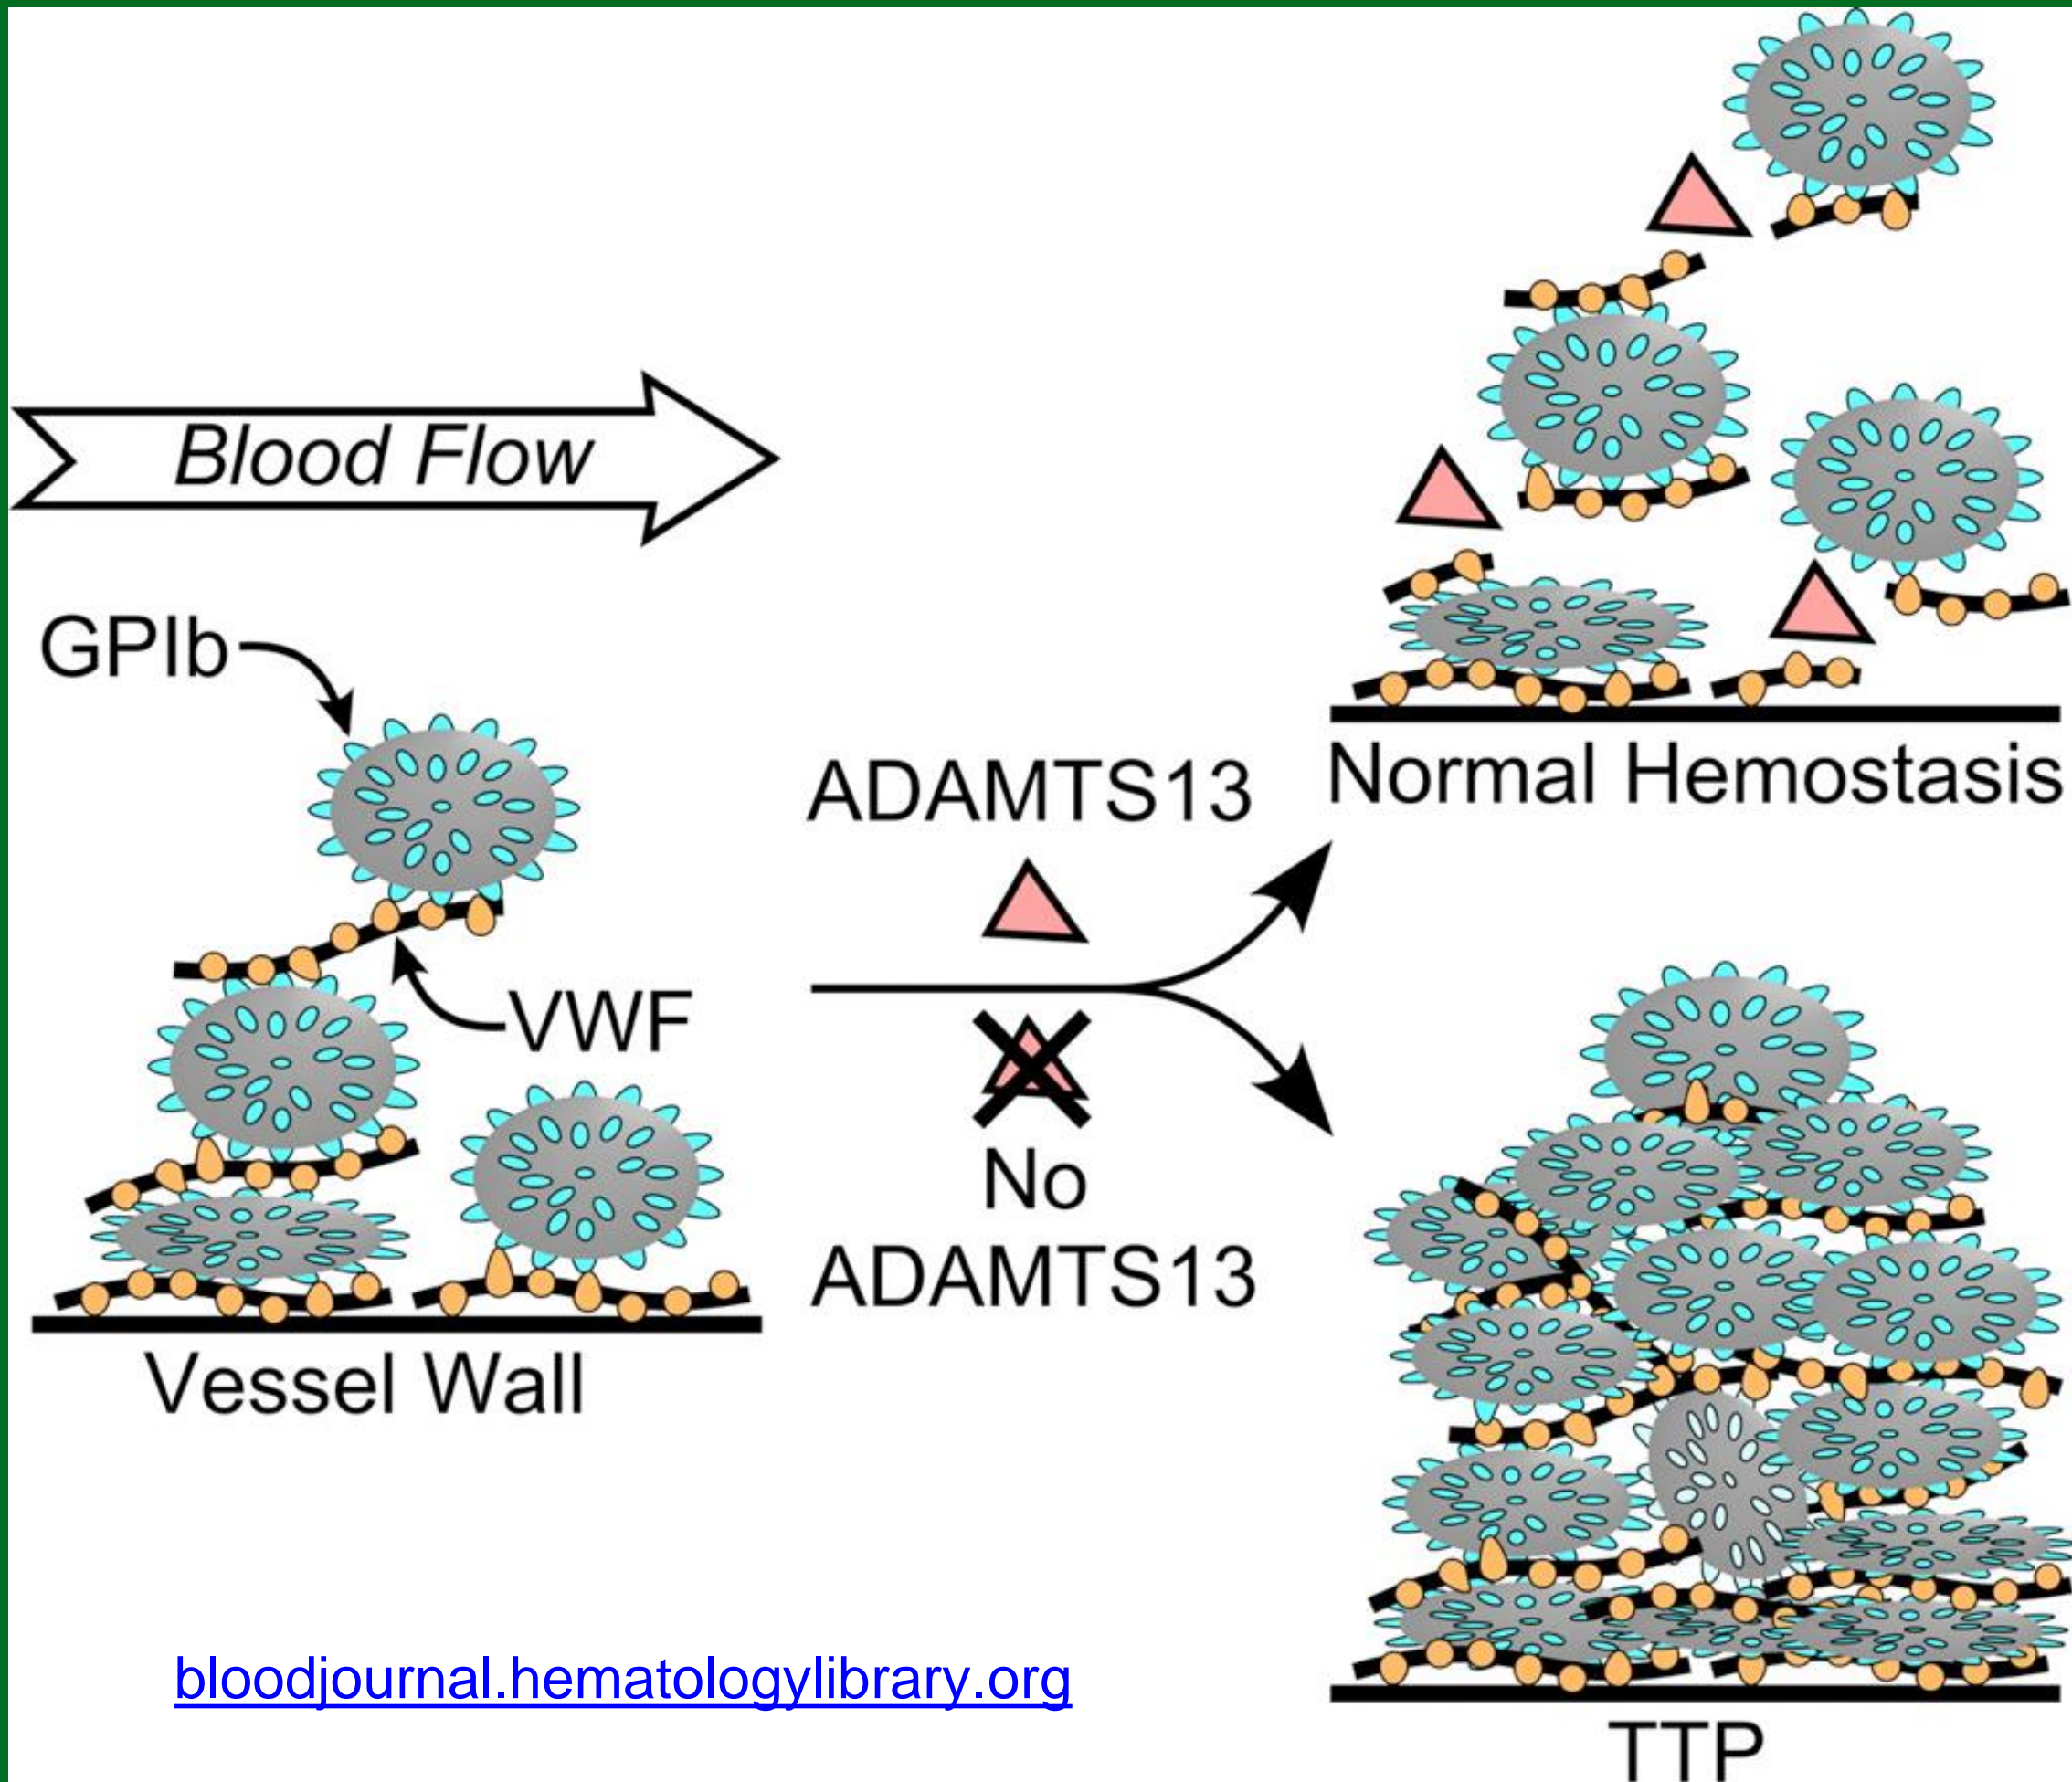 Blood Flow
GPIb
VWF
Vessel Wall
ADAMTS13
No
ADAMTS13
Normal Hemostasis
TTP
bloodjournal.hematologylibrary.org